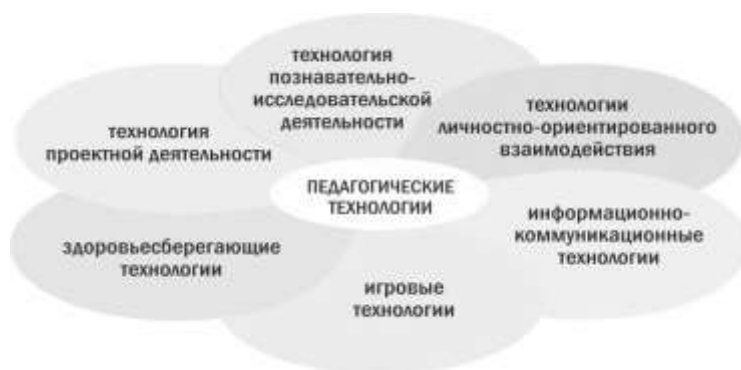 технология
познавательно-
исследовательской
деятельности
технологии
личностно-ориентированного
взаимодействия
технология
проектной деятельности
ПЕДАГОГИЧЕСКИЕ
ТЕХНОЛОГИИ
информационно-
коммуникационные
технологии
здоровьесберегающие
технологии
игровые
технологии